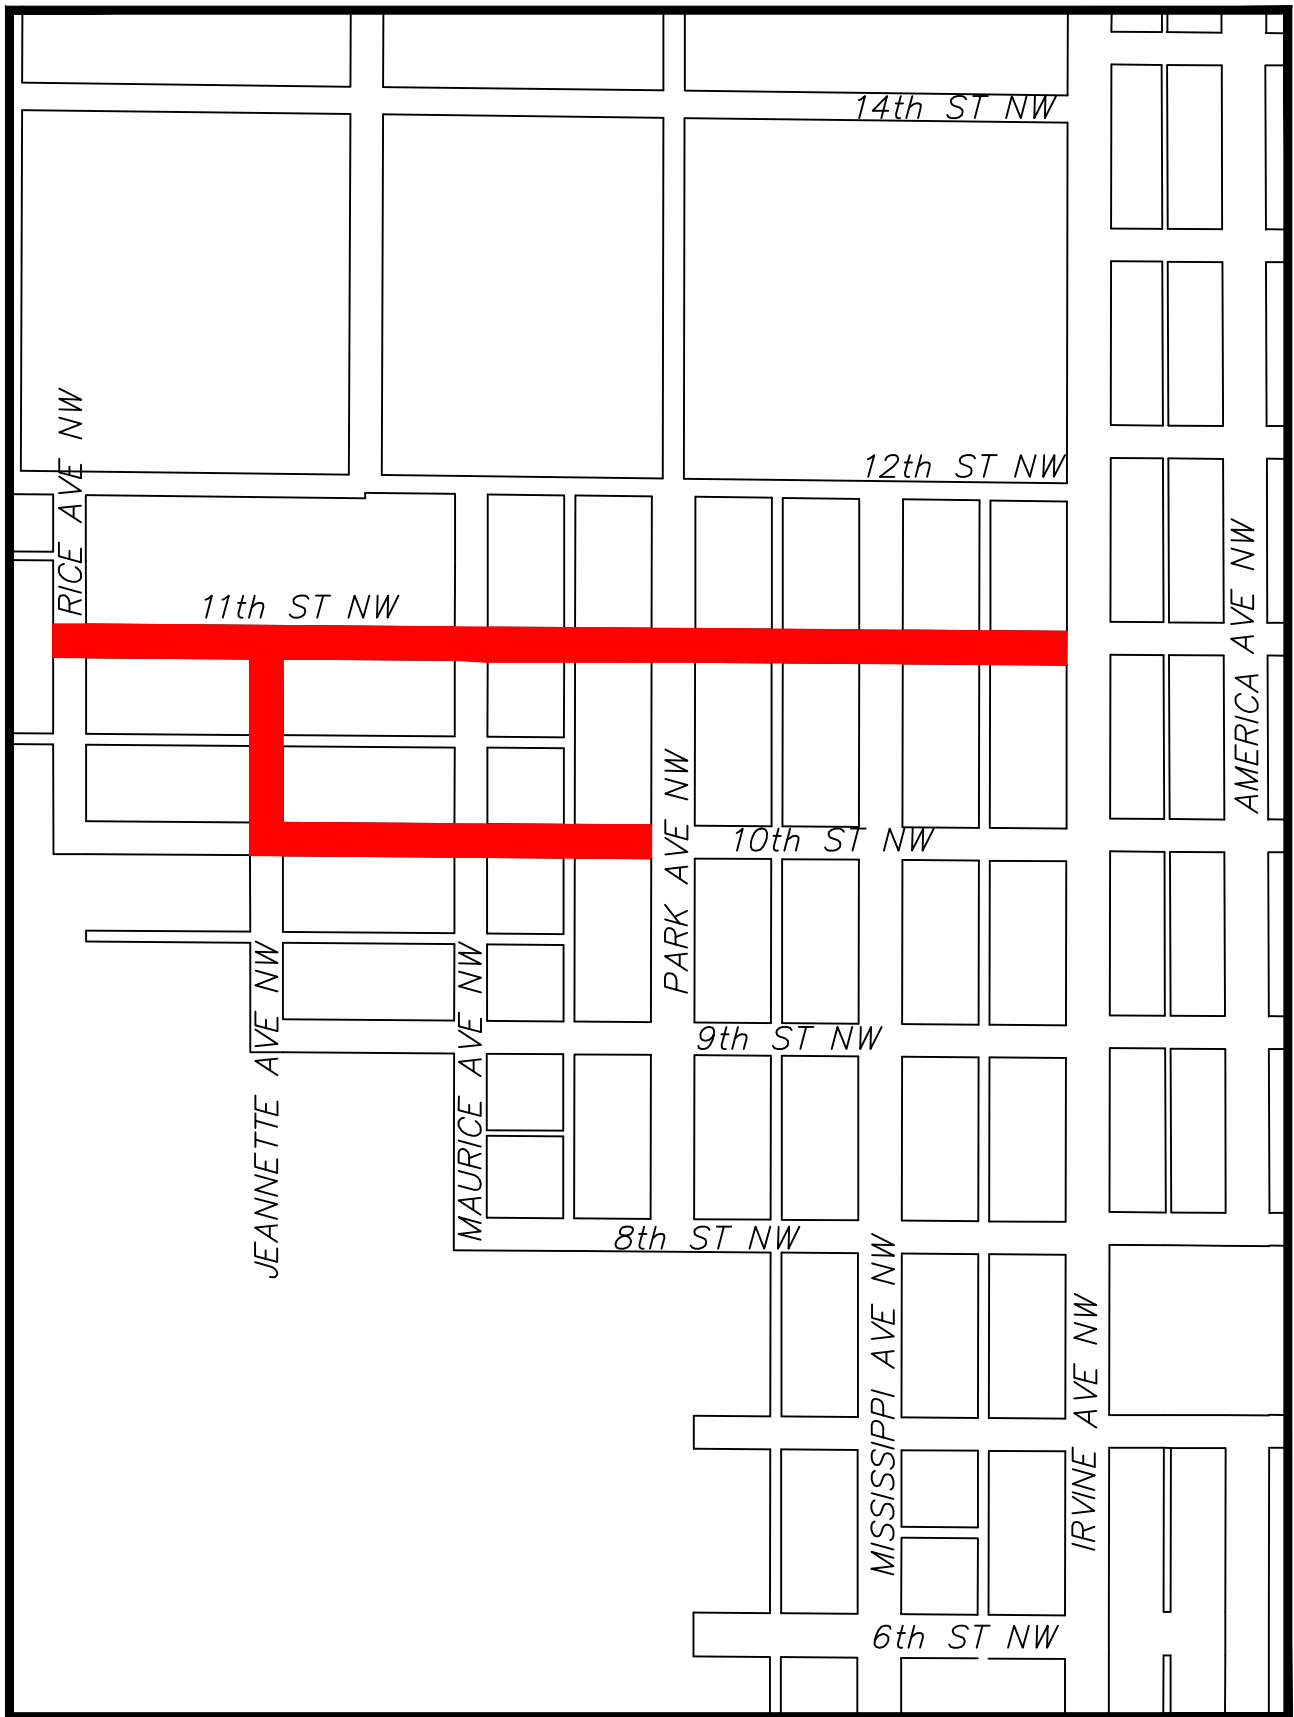 14th ST NW
12th ST NW
RICE AVE NW
11th ST NW
AMERICA AVE NW
PARK AVE NW
10th ST NW
9th ST NW
JEANNETTE AVE NW
MAURICE AVE NW
8th ST NW
MISSISSIPPI AVE NW
IRVINE AVE NW
6th ST NW